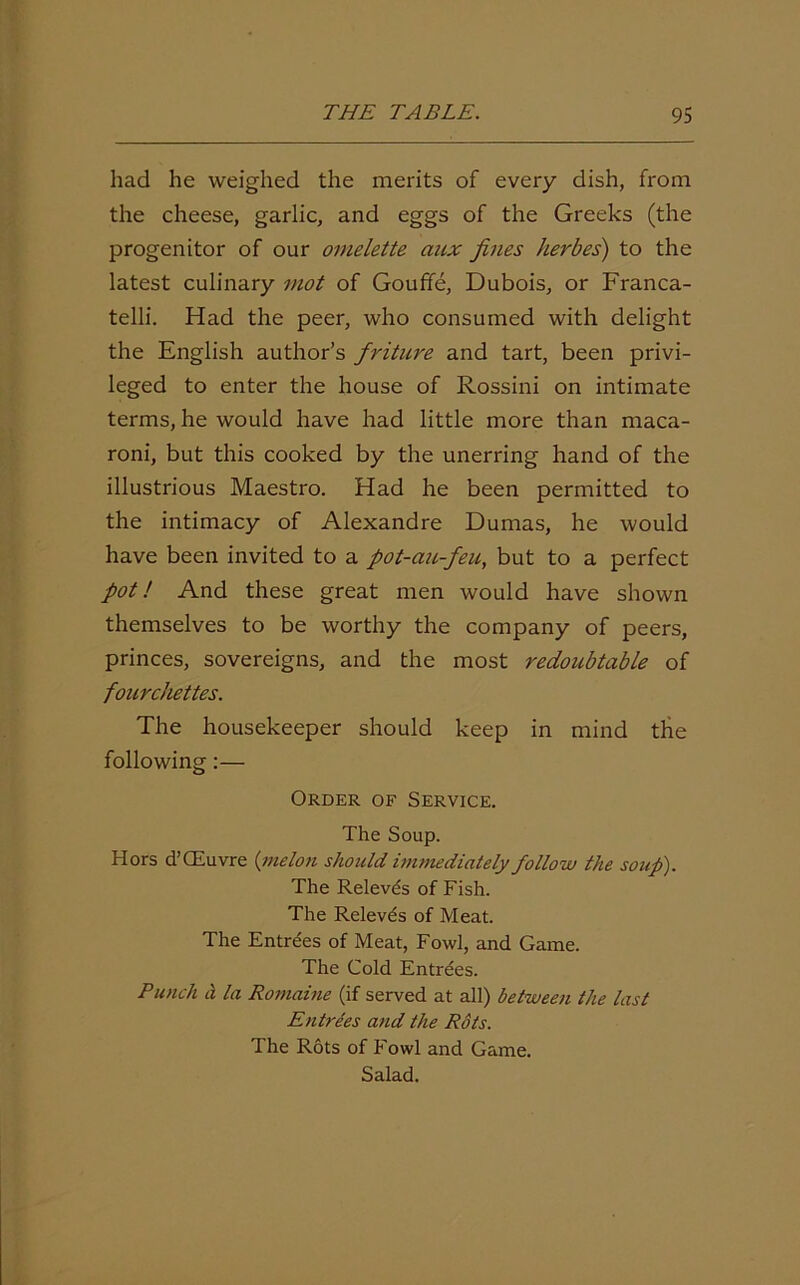 THE TABLE. 95
had he weighed the merits of every dish, from
the cheese, garlic, and eggs of the Greeks (the
progenitor of our omelette aux fines herbes) to the
latest culinary mot of Gouffé, Dubois, or Franca-
telli. Had the peer, who consumed with delight
the English author's friture and tart, been privi-
leged to enter the house of Rossini on intimate
terms, he would have had little more than maca-
roni, but this cooked by the unerring hand of the
illustrious Maestro. Had he been permitted to
the intimacy of Alexandre Dumas, he would
have been invited to a pot-au-feu, but to a perfect
pot! And these great men would have shown
themselves to be worthy the company of peers,
princes, sovereigns, and the most redoubtable of
fourchettes.
The housekeeper should keep in mind the
following:—
ORDER OF SERVICE.
The Soup.
Hors d'Œuvre (melon should immediately follow the soup).
The Relevés of Fish.
The Relevés of Meat.
The Entrées of Meat, Fowl, and Game.
The Cold Entrées.
Punch à la Romaine (if served at all) between the last
Entrées and the Rôts.
The Rôts of Fowl and Game.
Salad.